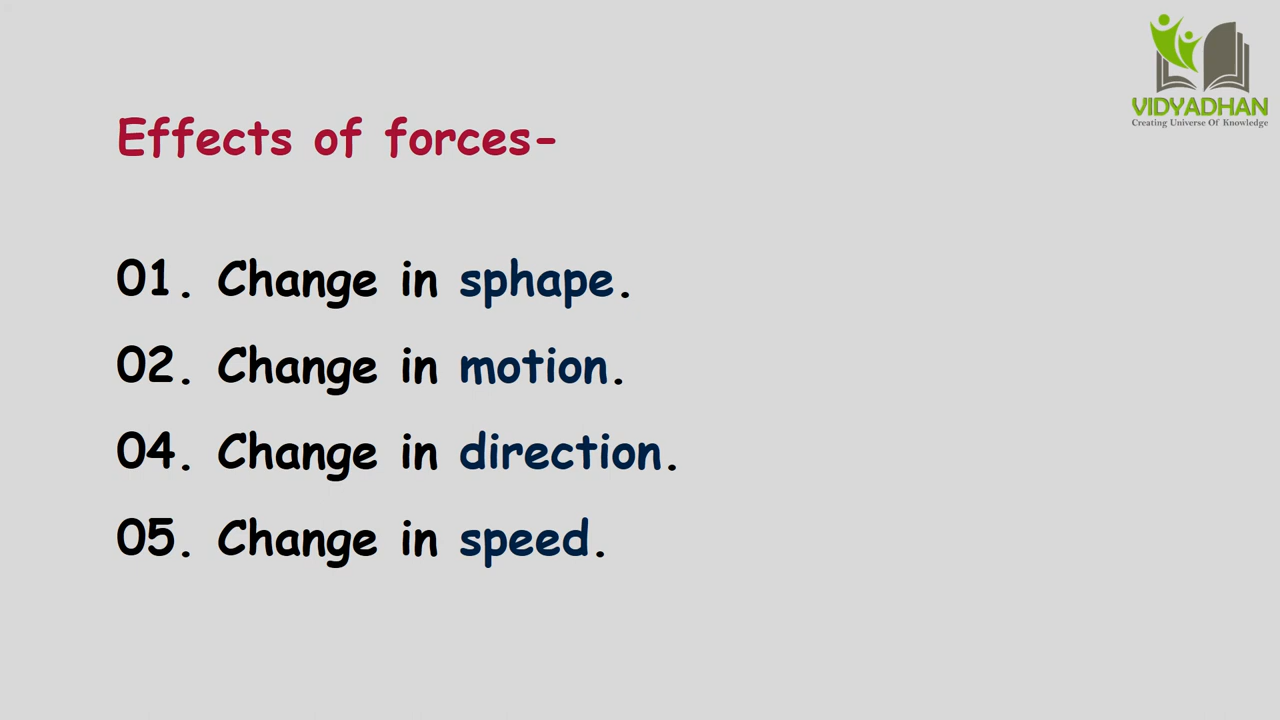 VIDYADHAN
Creating Universe Of Knowledge
Effects of forces-
01. Change in sphape.
02. Change in motion.
04. Change in direction.
05. Change in speed.